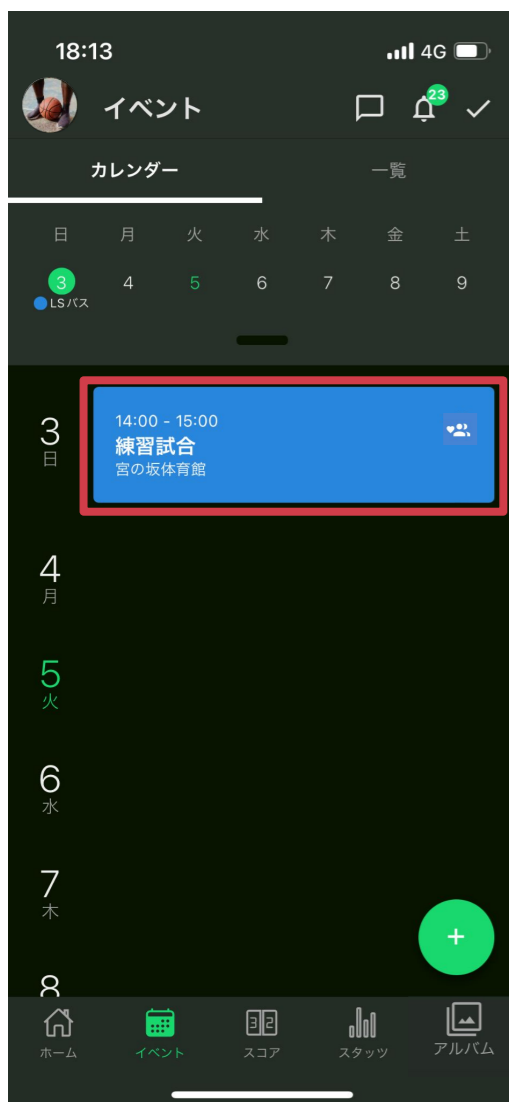 18:13 4G
イベント 23
カレンダー 一覧
日 月 火 水 木 金 土
3 4 5 6 7 8 9
LSバス
3
日
14:00 - 15:00
練習試合
宮の坂体育館
4
月
5
火
6
水
7
木
8
+
32
ホーム イベント スコア スタッツ アルバム